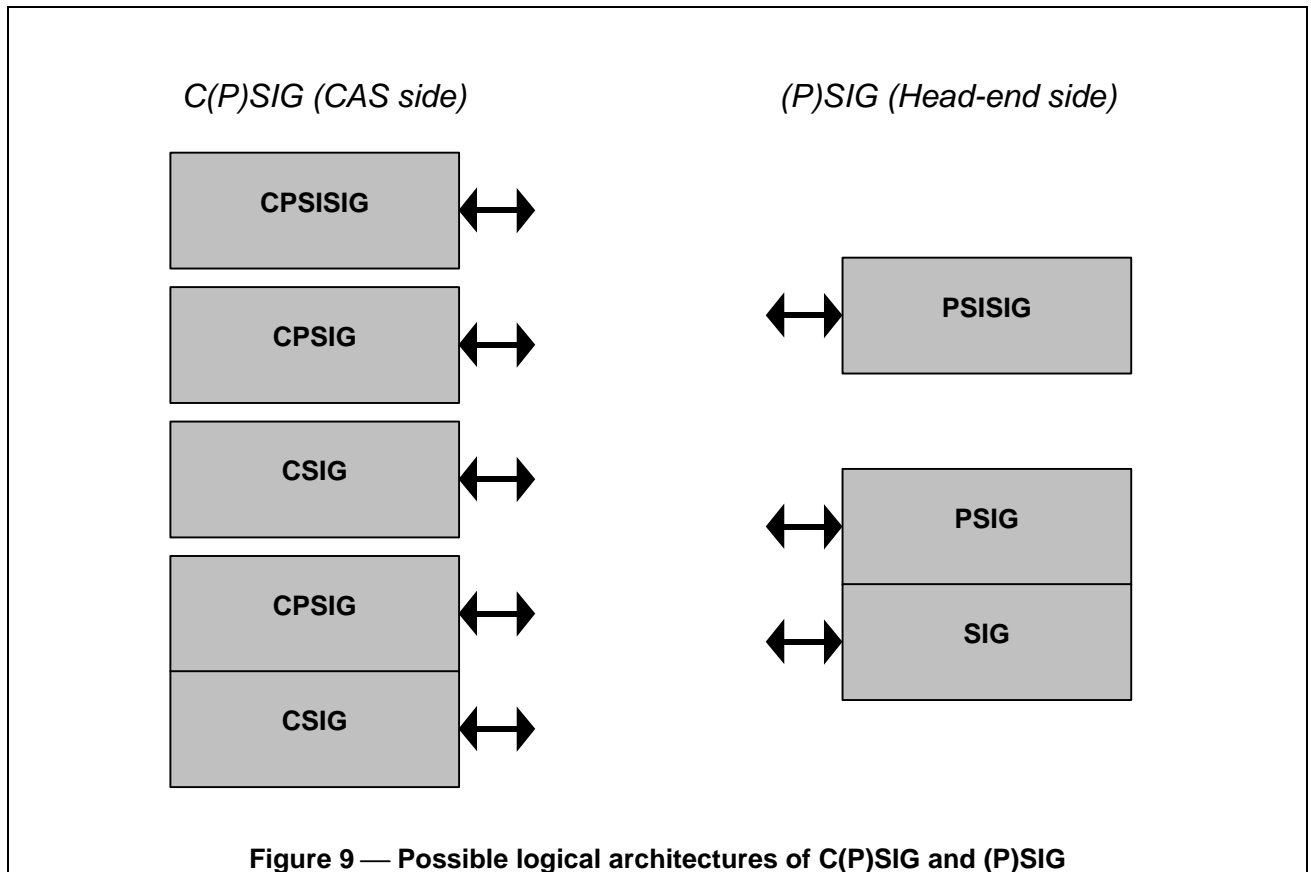 C(P)SIG (CAS side)
(P)SIG (Head-end side)
CPSISIG
CPSIG
CSIG
CPSIG
CSIG
PSISIG
PSIG
SIG
Figure 9 — Possible logical architectures of C(P)SIG and (P)SIG